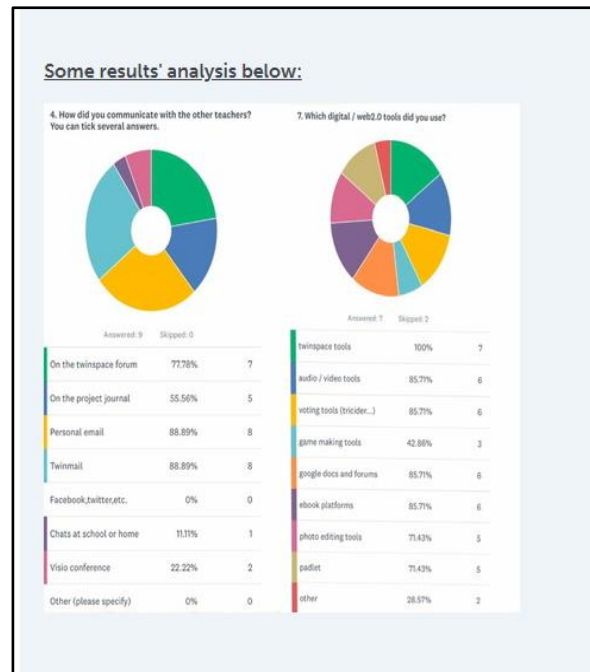 Some results' analysis below:
4. How did you communicate with the other teachers?
You can tick several answers.
Answered: 9 Skipped: 0
On the twinspace forum 77.78% 7
On the project journal 55.56% 5
Personal email 88.89% 8
Twinmail 88.89% 8
Facebook,twitter,etc. 0% 0
Chats at school or home 11.11% 1
Visio conference 22.22% 2
Other (please specify) 0% 0
7. Which digital / web2.0 tools did you use?
Answered: 7 Skipped: 2
twinspace tools 100% 7
audio / video tools 85.71% 6
voting tools (tricider...) 85.71% 6
game making tools 42.86% 3
google docs and forums 85.71% 6
ebook platforms 85.71% 6
photo editing tools 71.43% 5
padlet 71.43% 5
other 28.57% 2